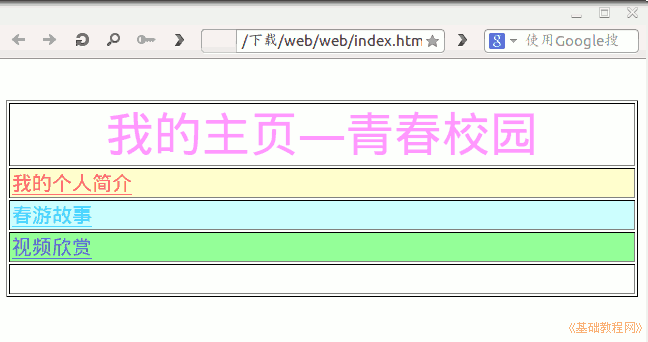 /下载/web/web/index.htm
使用Google搜
我的主页—青春校园
我的个人简介
春游故事
视频欣赏
《基础教程网》